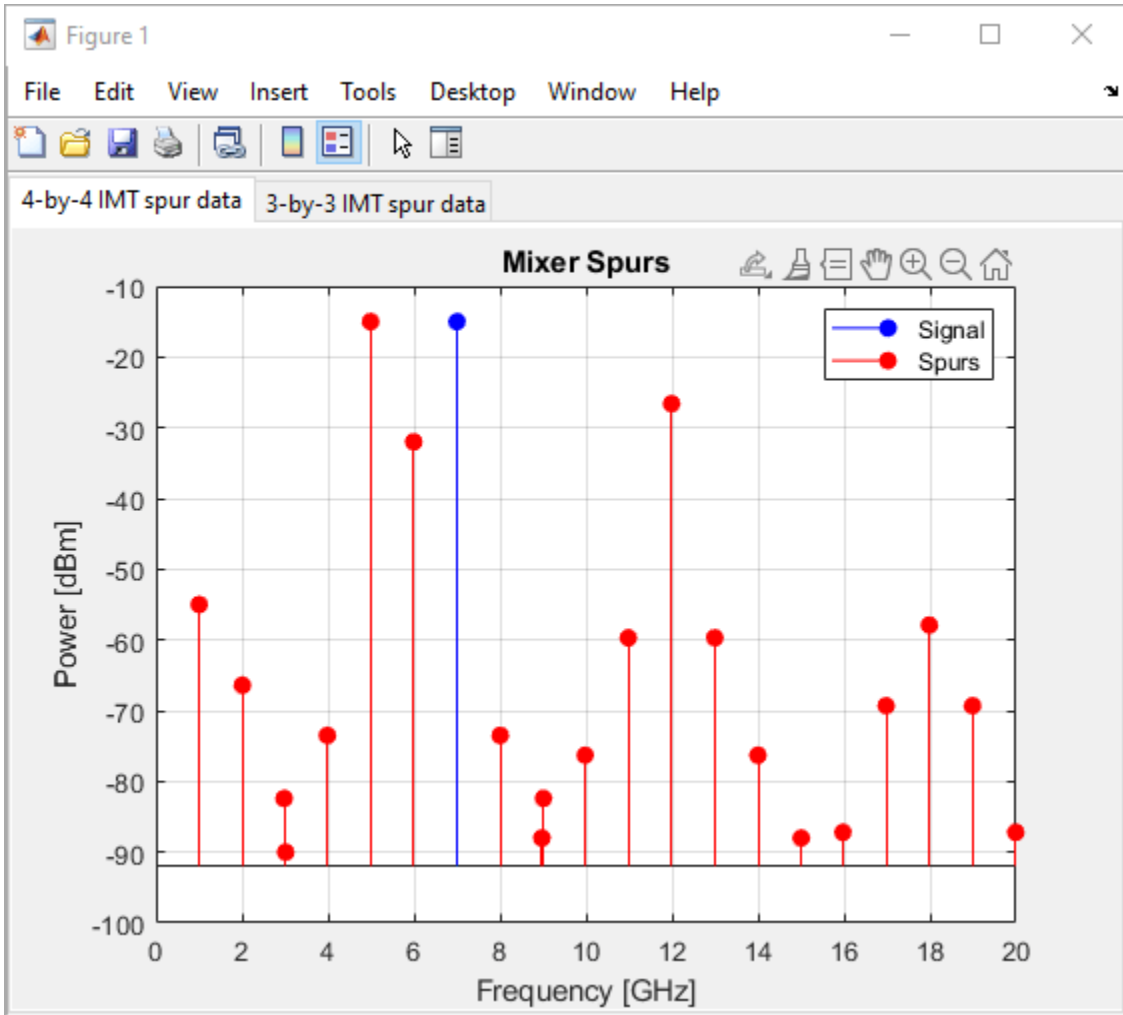 Figure 1
File Edit View Insert Tools Desktop Window Help
4-by-4 IMT spur data 3-by-3 IMT spur data
Mixer Spurs
Signal
Spurs
Power [dBm]
-10
-20
-30
-40
-50
-60
-70
-80
-90
-100
0 2 4 6 8 10 12 14 16 18 20
Frequency [GHz]